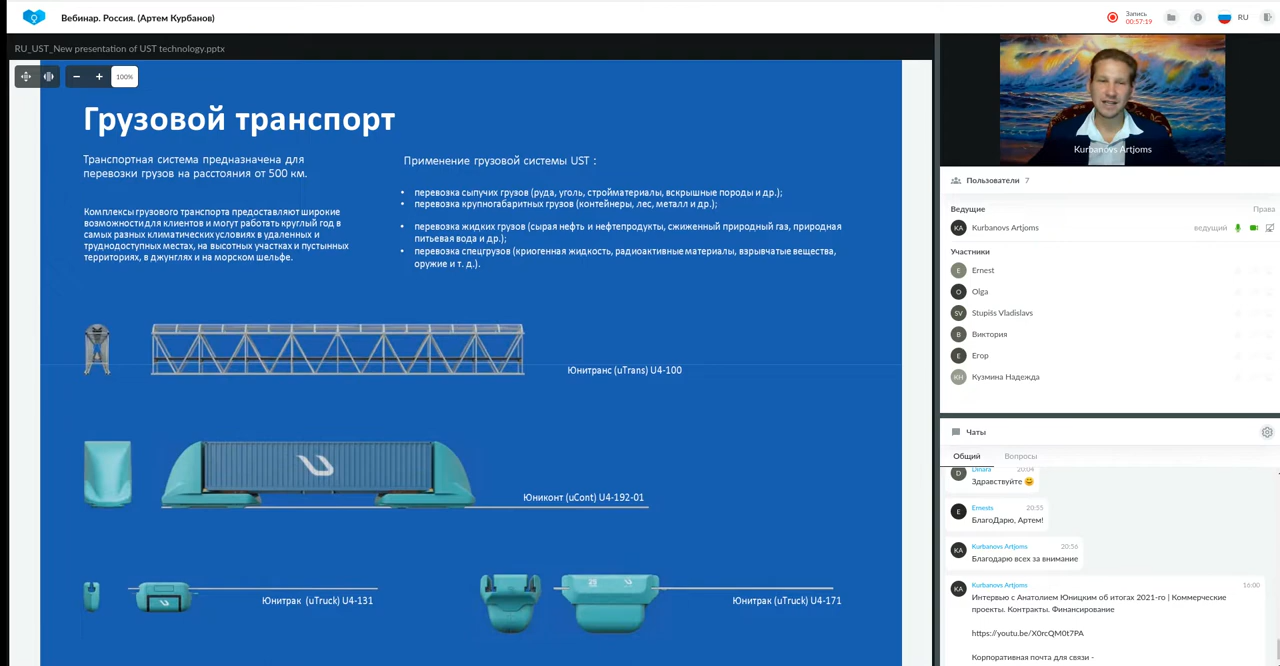 Вебинар. Россия. (Артем Курбанов)
Запись
00:57:19
RU
RU_UST_New presentation of UST technology.pptx
100%
Грузовой транспорт
Транспортная система предназначена для
перевозки грузов на расстояния от 500 км.
Комплексы грузового транспорта предоставляют широкие
возможности для клиентов и могут работать круглый год в
самых разных климатических условиях в удаленных и
труднодоступных местах, на высотных участках и пустынных
территориях, в джунглях и на морском шельфе.
Применение грузовой системы UST :
• перевозка сыпучих грузов (руда, уголь, стройматериалы, вскрышные породы и др.);
• перевозка крупногабаритных грузов (контейнеры, лес, металл и др.);
• перевозка жидких грузов (сырая нефть и нефтепродукты, сжиженный природный газ, природная
питьевая вода и др.);
• перевозка спецгрузов (криогенная жидкость, радиоактивные материалы, взрывчатые вещества,
оружие и т. д.).
Юнитранс (uTrans) U4-100
Юниконт (uCont) U4-192-01
Юнитрак (uTruck) U4-131
Юнитрак (uTruck) U4-171
Kurbanovs Artjoms
Пользователи 7
Ведущие Права
KA Kurbanovs Artjoms ведущий
Участники
E Ernest
O Olga
SV Stupišs Vladislavs
В Виктория
Е Егор
КН Кузмина Надежда
Чаты
Общий Вопросы
D Dinara 20:04
Здравствуйте
E Ernests 20:55
БлагоДарю, Артем!
KA Kurbanovs Artjoms 20:56
Благодарю всех за внимание
KA Kurbanovs Artjoms 16:00
Интервью с Анатолием Юницким об итогах 2021-го | Коммерческие
проекты. Контракты. Финансирование
https://youtu.be/X0rcQM0t7PA
Корпоративная почта для связи -